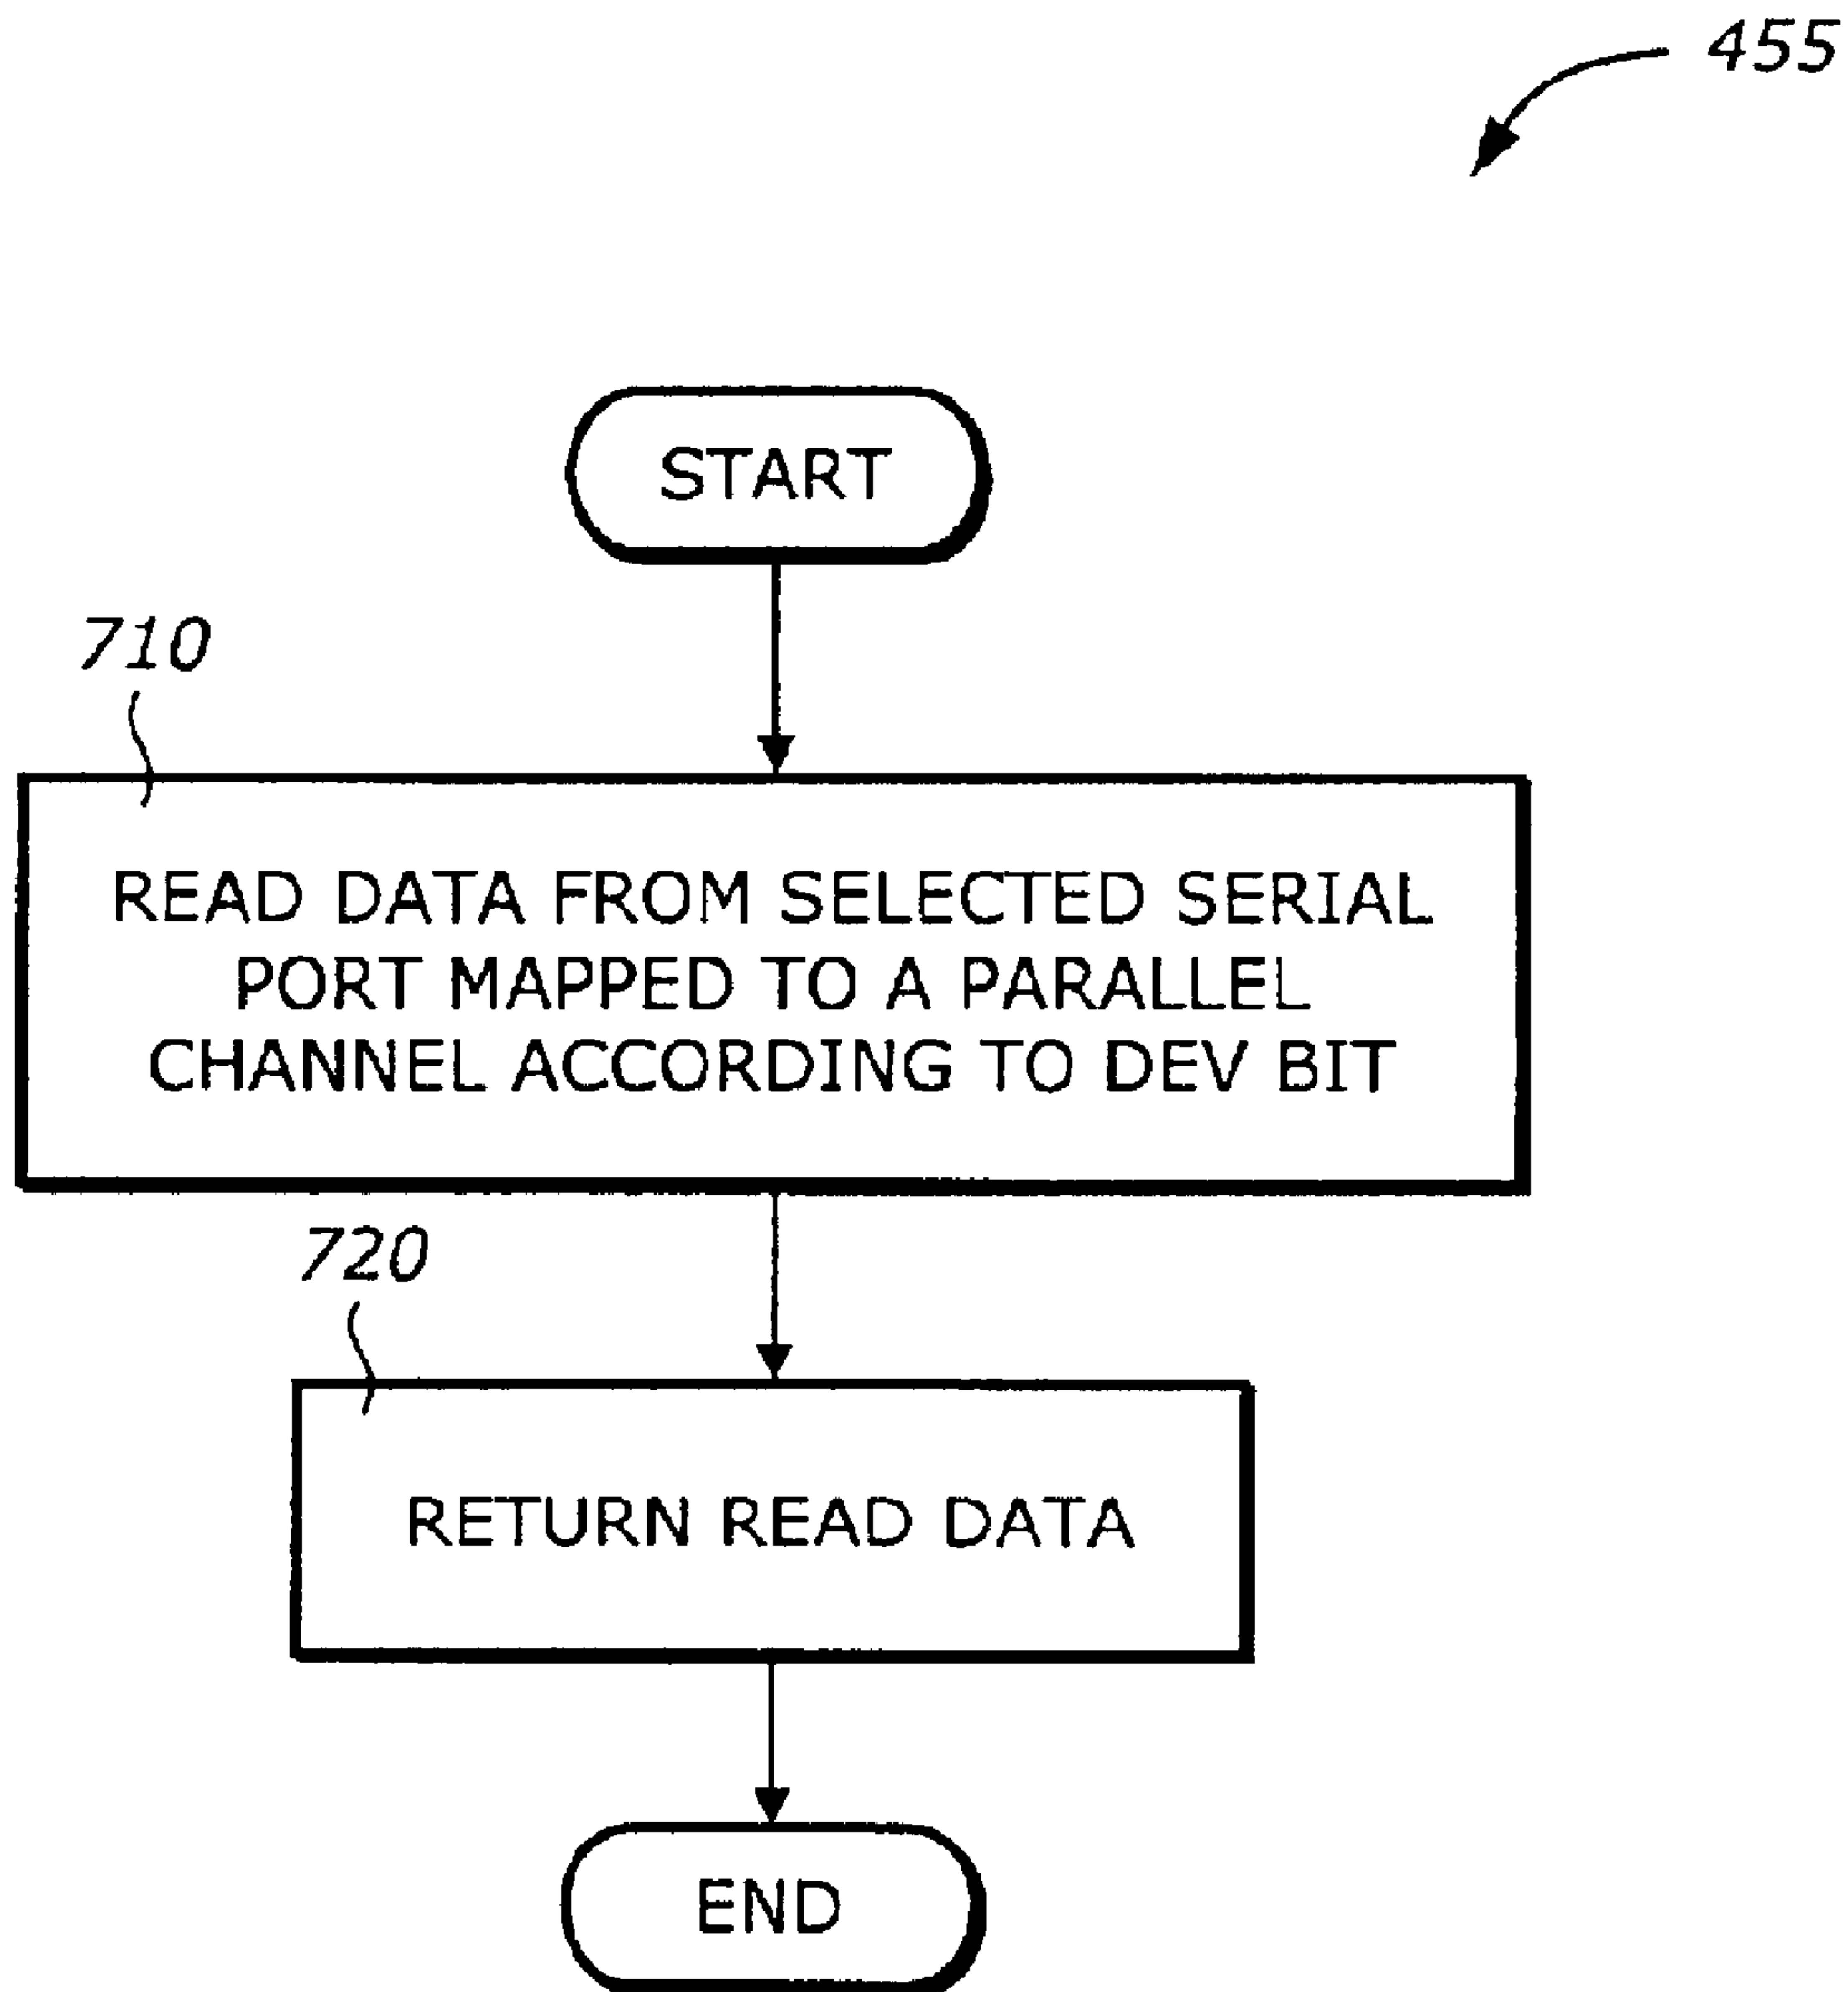 455
START
710
READ DATA FROM SELECTED SERIAL
PORT MAPPED TO A PARALLEL
CHANNEL ACCORDING TO DEV BIT
720
RETURN READ DATA
END